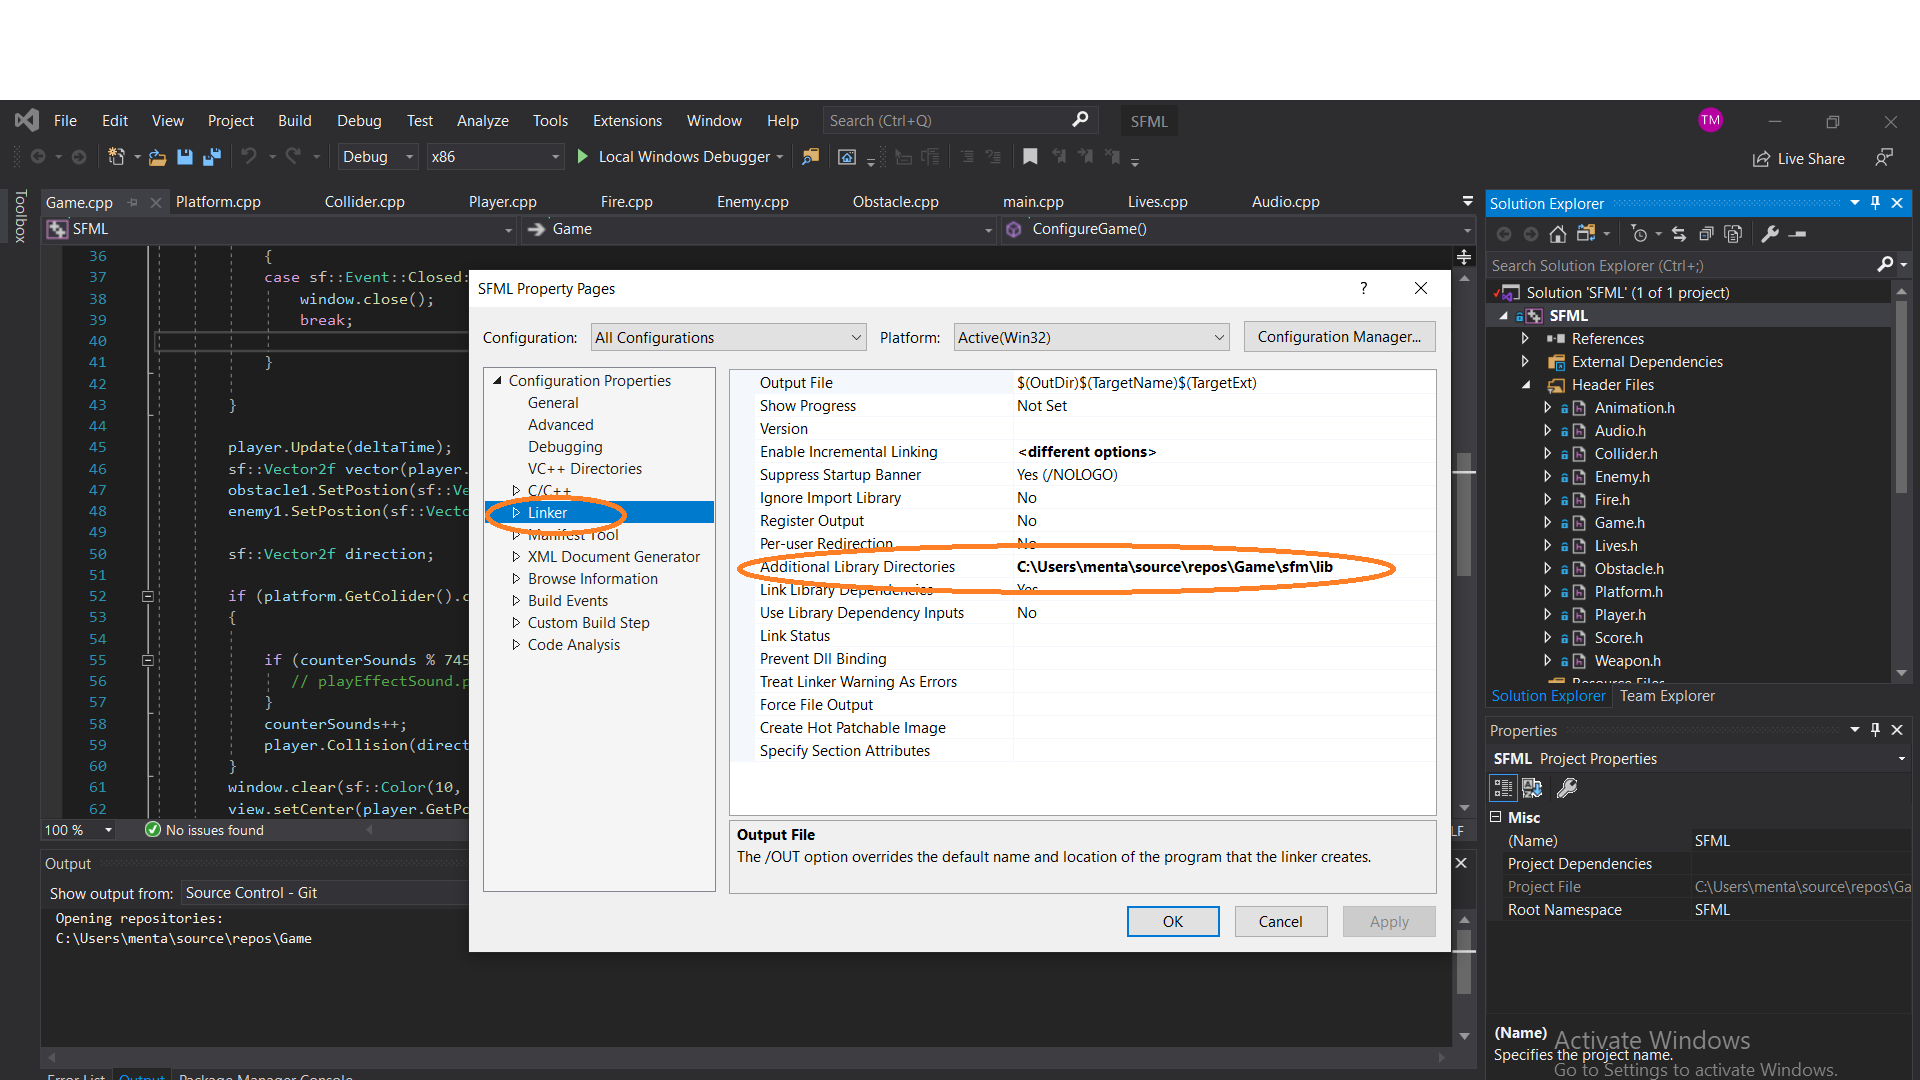 File Edit View Project Build Debug Test Analyze Tools Extensions Window Help Search (Ctrl+Q) SFML TM
Debug x86 Local Windows Debugger Live Share
Toolbox
Game.cpp Platform.cpp Collider.cpp Player.cpp Fire.cpp Enemy.cpp Obstacle.cpp main.cpp Lives.cpp Audio.cpp
SFML Game ConfigureGame()
36 {
37 case sf::Event::Closed:
38 window.close();
39 break;
40
41 }
42
43 }
44
45 player.Update(deltaTime);
46 sf::Vector2f vector(player.
47 obstacle1.SetPostion(sf::Ve
48 enemy1.SetPostion(sf::Vecto
49
50 sf::Vector2f direction;
51
52 if (platform.GetColider().c
53 {
54
55 if (counterSounds % 745
56 // playEffectSound.p
57 }
58 counterSounds++;
59 player.Collision(direct
60 }
61 window.clear(sf::Color(10,
62 view.setCenter(player.GetPo
100 % No issues found
LF
Output
Show output from: Source Control - Git
Opening repositories:
C:\Users\menta\source\repos\Game
Error List Output Package Manager Console
SFML Property Pages ?
Configuration: All Configurations Platform: Active(Win32) Configuration Manager...
Configuration Properties
General
Advanced
Debugging
VC++ Directories
C/C++
Linker
Manifest Tool
XML Document Generator
Browse Information
Build Events
Custom Build Step
Code Analysis
Output File $(OutDir)$(TargetName)$(TargetExt)
Show Progress Not Set
Version
Enable Incremental Linking <different options>
Suppress Startup Banner Yes (/NOLOGO)
Ignore Import Library No
Register Output No
Per-user Redirection No
Additional Library Directories C:\Users\menta\source\repos\Game\sfm\lib
Link Library Dependencies Yes
Use Library Dependency Inputs No
Link Status
Prevent Dll Binding
Treat Linker Warning As Errors
Force File Output
Create Hot Patchable Image
Specify Section Attributes
Output File
The /OUT option overrides the default name and location of the program that the linker creates.
OK Cancel Apply
Solution Explorer
Search Solution Explorer (Ctrl+;)
Solution 'SFML' (1 of 1 project)
SFML
References
External Dependencies
Header Files
Animation.h
Audio.h
Collider.h
Enemy.h
Fire.h
Game.h
Lives.h
Obstacle.h
Platform.h
Player.h
Score.h
Weapon.h
Resource Files
Solution Explorer Team Explorer
Properties
SFML Project Properties
Misc
(Name) SFML
Project Dependencies
Project File C:\Users\menta\source\repos\Ga
Root Namespace SFML
(Name)
Specifies the project name.
Activate Windows
Go to Settings to activate Windows.